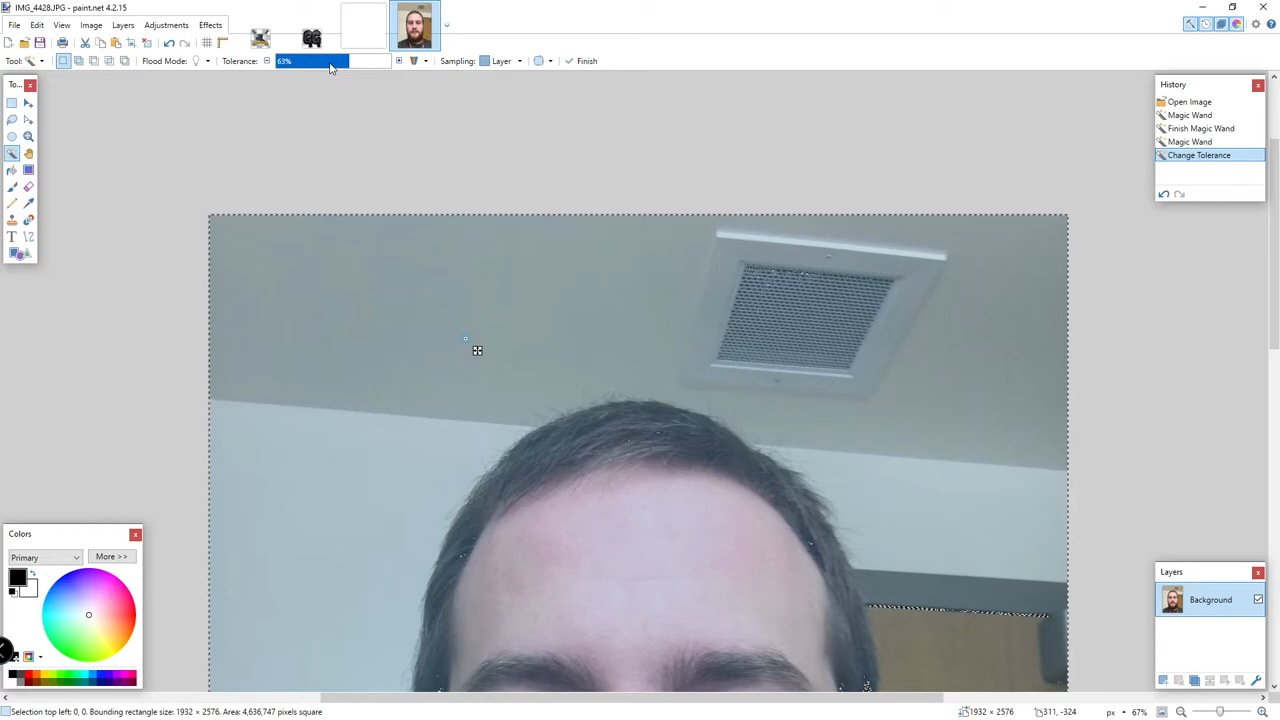 IMG_4428.JPG - paint.net 4.2.15
File Edit View Image Layers Adjustments Effects
Tool: Flood Mode: Tolerance: 63% Sampling: Layer Finish
To...
History
Open Image
Magic Wand
Finish Magic Wand
Magic Wand
Change Tolerance
Colors
Primary More >>
Layers
Background
Selection top left: 0, 0. Bounding rectangle size: 1932 × 2576. Area: 4,636,747 pixels square 1932 × 2576 311, -324 px 67%